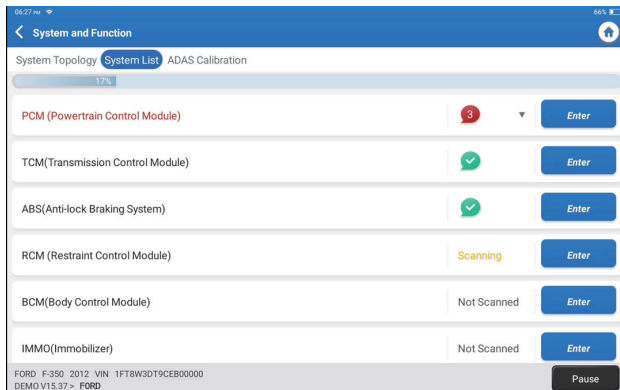 06:27 PM 66%
System and Function
System Topology System List ADAS Calibration
17%
PCM (Powertrain Control Module) 3 Enter
TCM(Transmission Control Module) Enter
ABS(Anti-lock Braking System) Enter
RCM (Restraint Control Module) Scanning Enter
BCM(Body Control Module) Not Scanned Enter
IMMO(Immobilizer) Not Scanned Enter
FORD F-350 2012 VIN 1FT8W3DT9CEB00000
DEMO V15.37 > FORD
Pause